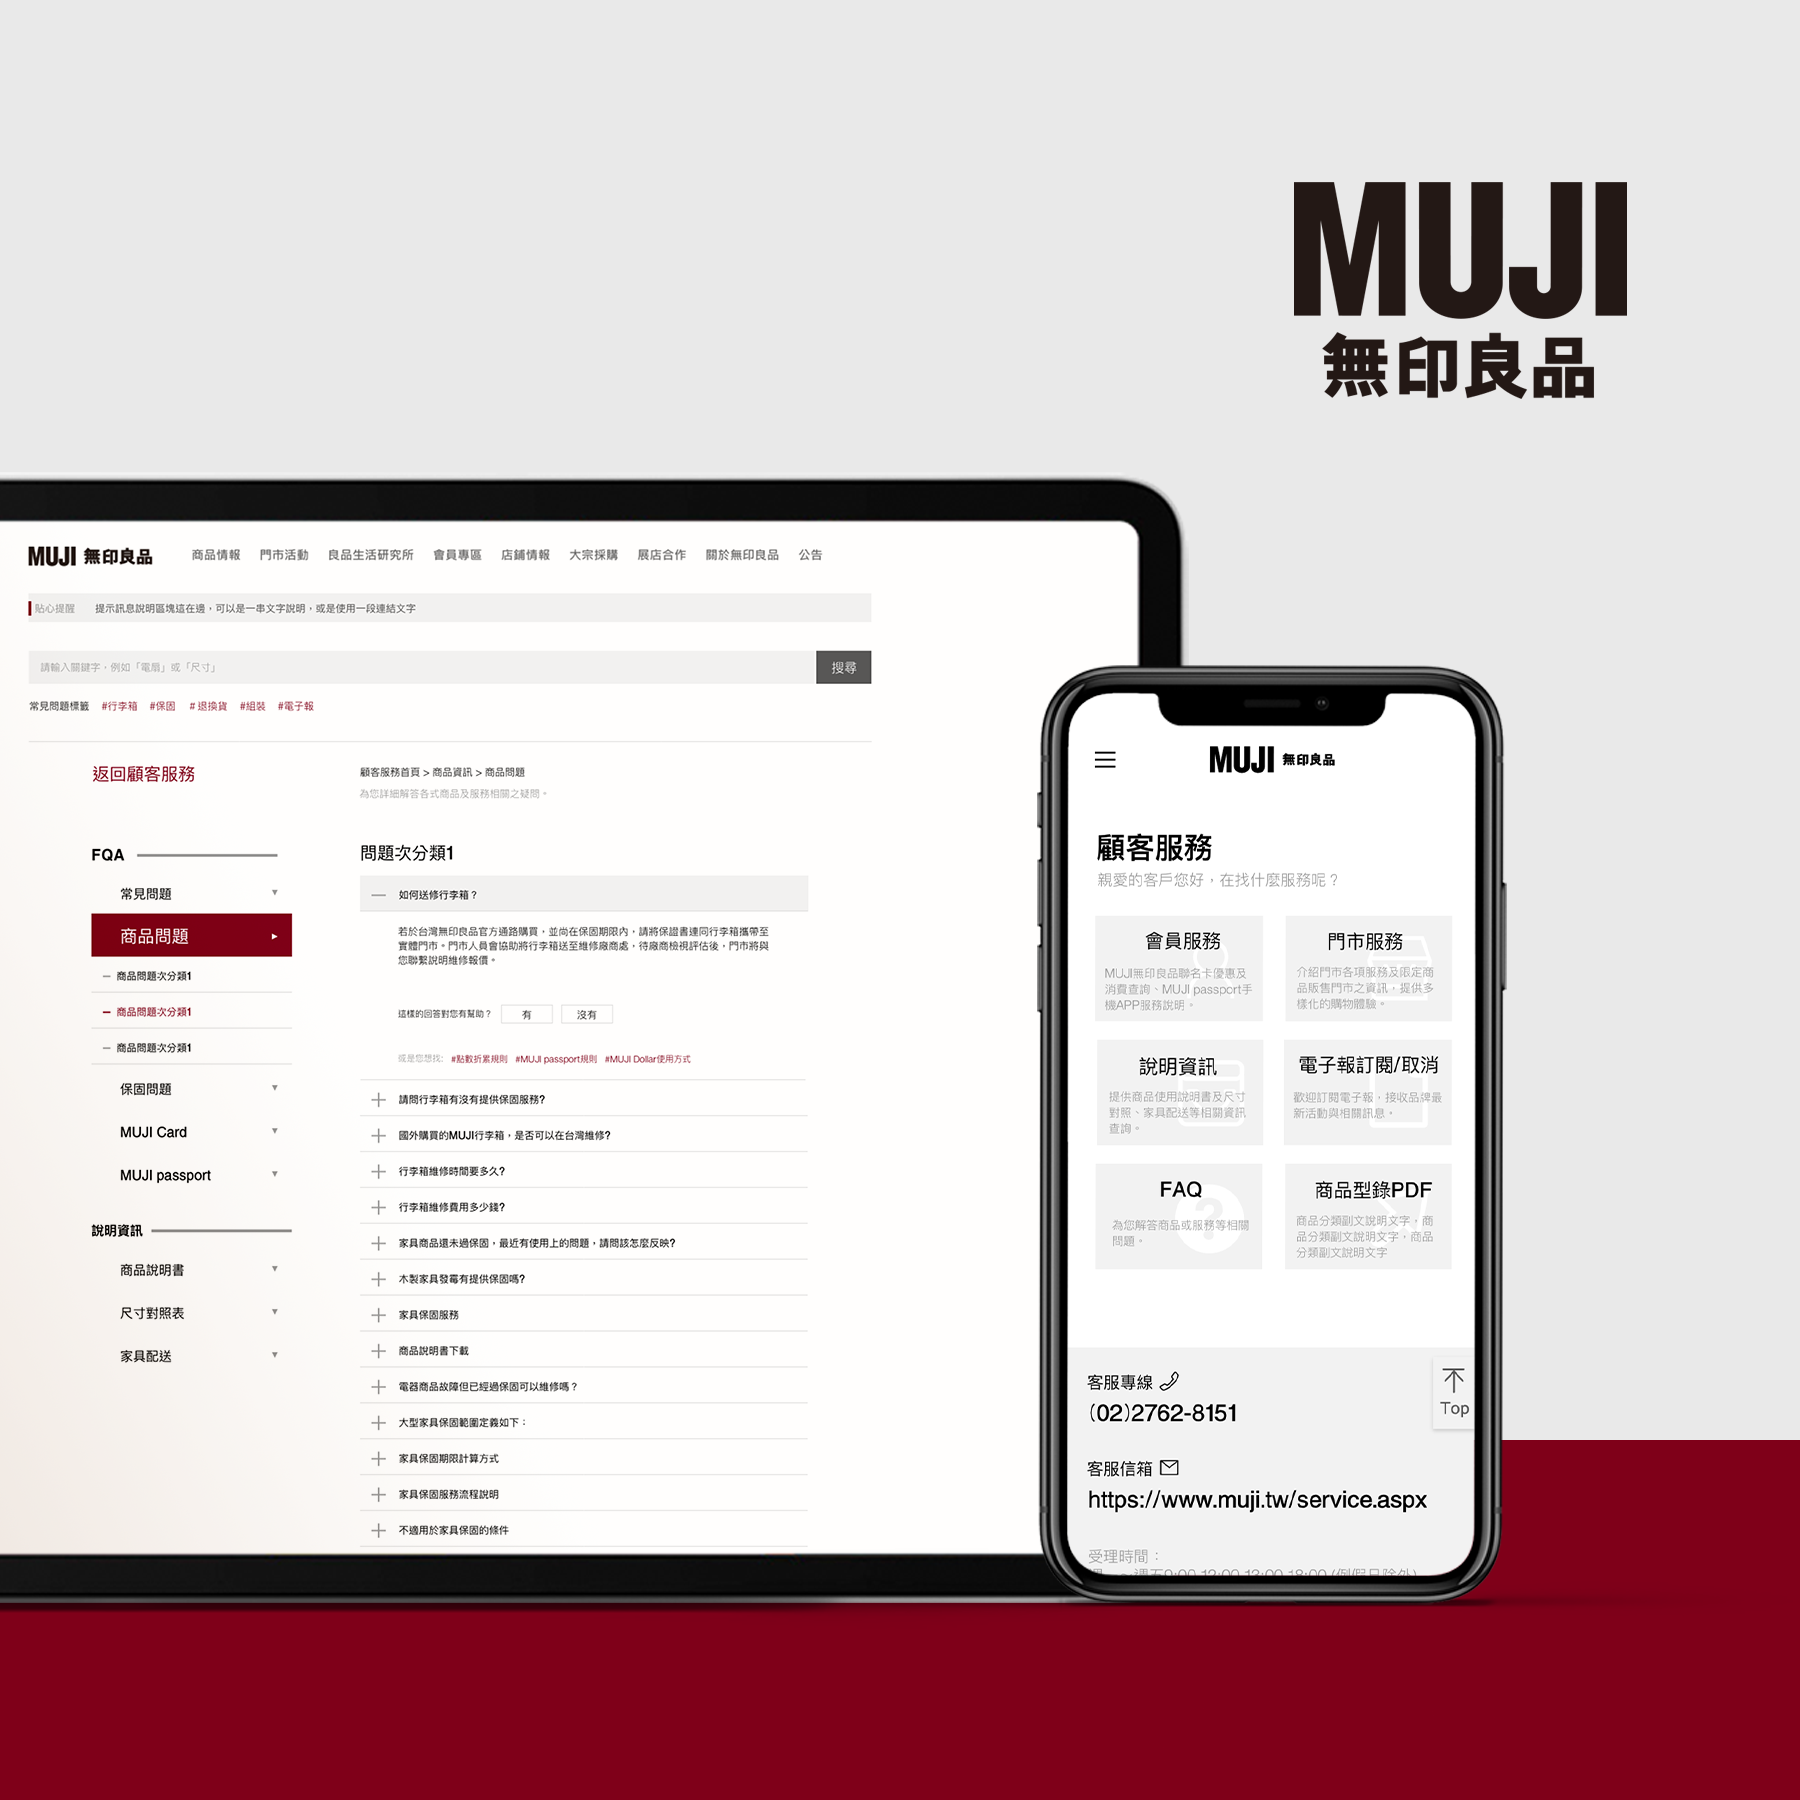 MUJI
無印良品
MUJI 無印良品 商品情報 門市活動 良品生活研究所 會員專區 店鋪情報 大宗採購 展店合作 關於無印良品 公告
貼心提醒 提示訊息說明區塊這在邊，可以是一串文字說明，或是使用一段連結文字
請輸入關鍵字，例如「電扇」或「尺寸」 搜尋
常見問題標籤 #行李箱 #保固 # 退換貨 #組裝 #電子報
返回顧客服務
FQA
常見問題
商品問題
商品問題次分類1
商品問題次分類1
商品問題次分類1
保固問題
MUJI Card
MUJI passport
說明資訊
商品說明書
尺寸對照表
家具配送
顧客服務首頁 > 商品資訊 > 商品問題
為您詳細解答各式商品及服務相關之疑問。
問題次分類1
如何送修行李箱？
若於台灣無印良品官方通路購買，並尚在保固期限內，請將保證書連同行李箱攜帶至
實體門市。門市人員會協助將行李箱送至維修廠商處，待廠商檢視評估後，門市將與
您聯繫說明維修報價。
這樣的回答對您有幫助？ 有 沒有
或是您想找: #點數折累規則 #MUJI passport規則 #MUJI Dollar使用方式
請問行李箱有沒有提供保固服務?
國外購買的MUJI行李箱，是否可以在台灣維修?
行李箱維修時間要多久?
行李箱維修費用多少錢?
家具商品還未過保固，最近有使用上的問題，請問該怎麼反映?
木製家具發霉有提供保固嗎?
家具保固服務
商品說明書下載
電器商品故障但已經過保固可以維修嗎？
大型家具保固範圍定義如下：
家具保固期限計算方式
家具保固服務流程說明
不適用於家具保固的條件
MUJI 無印良品
顧客服務
親愛的客戶您好，在找什麼服務呢？
會員服務
MUJI無印良品聯名卡優惠及
消費查詢、MUJI passport手
機APP服務說明。
門市服務
介紹門市各項服務及限定商
品販售門市之資訊，提供多
樣化的購物體驗。
說明資訊
提供商品使用說明書及尺寸
對照、家具配送等相關資訊
查詢。
電子報訂閱/取消
歡迎訂閱電子報，接收品牌最
新活動與相關訊息。
FAQ
為您解答商品或服務等相關
問題。
商品型錄PDF
商品分類副文說明文字，商
品分類副文說明文字，商品
分類副文說明文字
客服專線
(02)2762-8151
Top
客服信箱
https://www.muji.tw/service.aspx
受理時間：